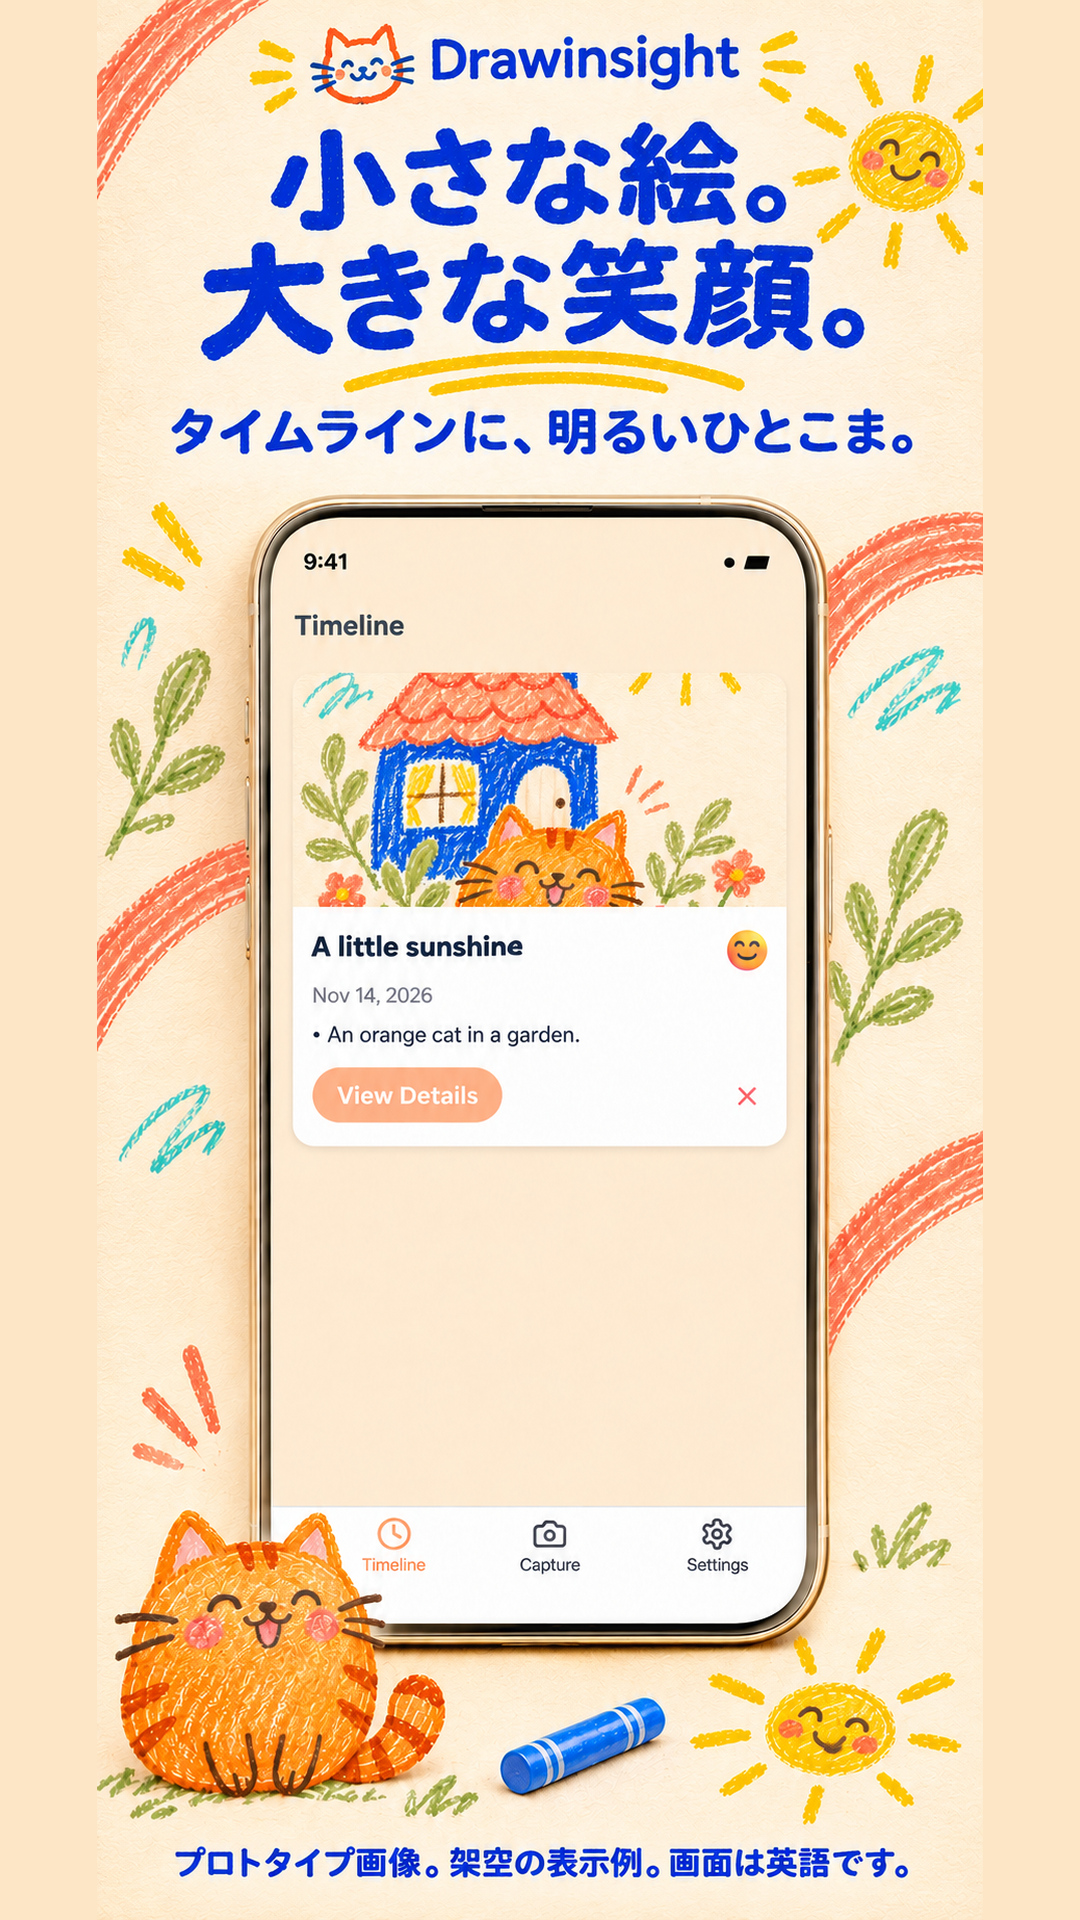 Drawinsight
小さな絵。
大きな笑顔。
タイムラインに、明るいひとこま。
9:41
Timeline
A little sunshine
Nov 14, 2026
• An orange cat in a garden.
View Details
Timeline
Capture
Settings
プロトタイプ画像。架空の表示例。画面は英語です。